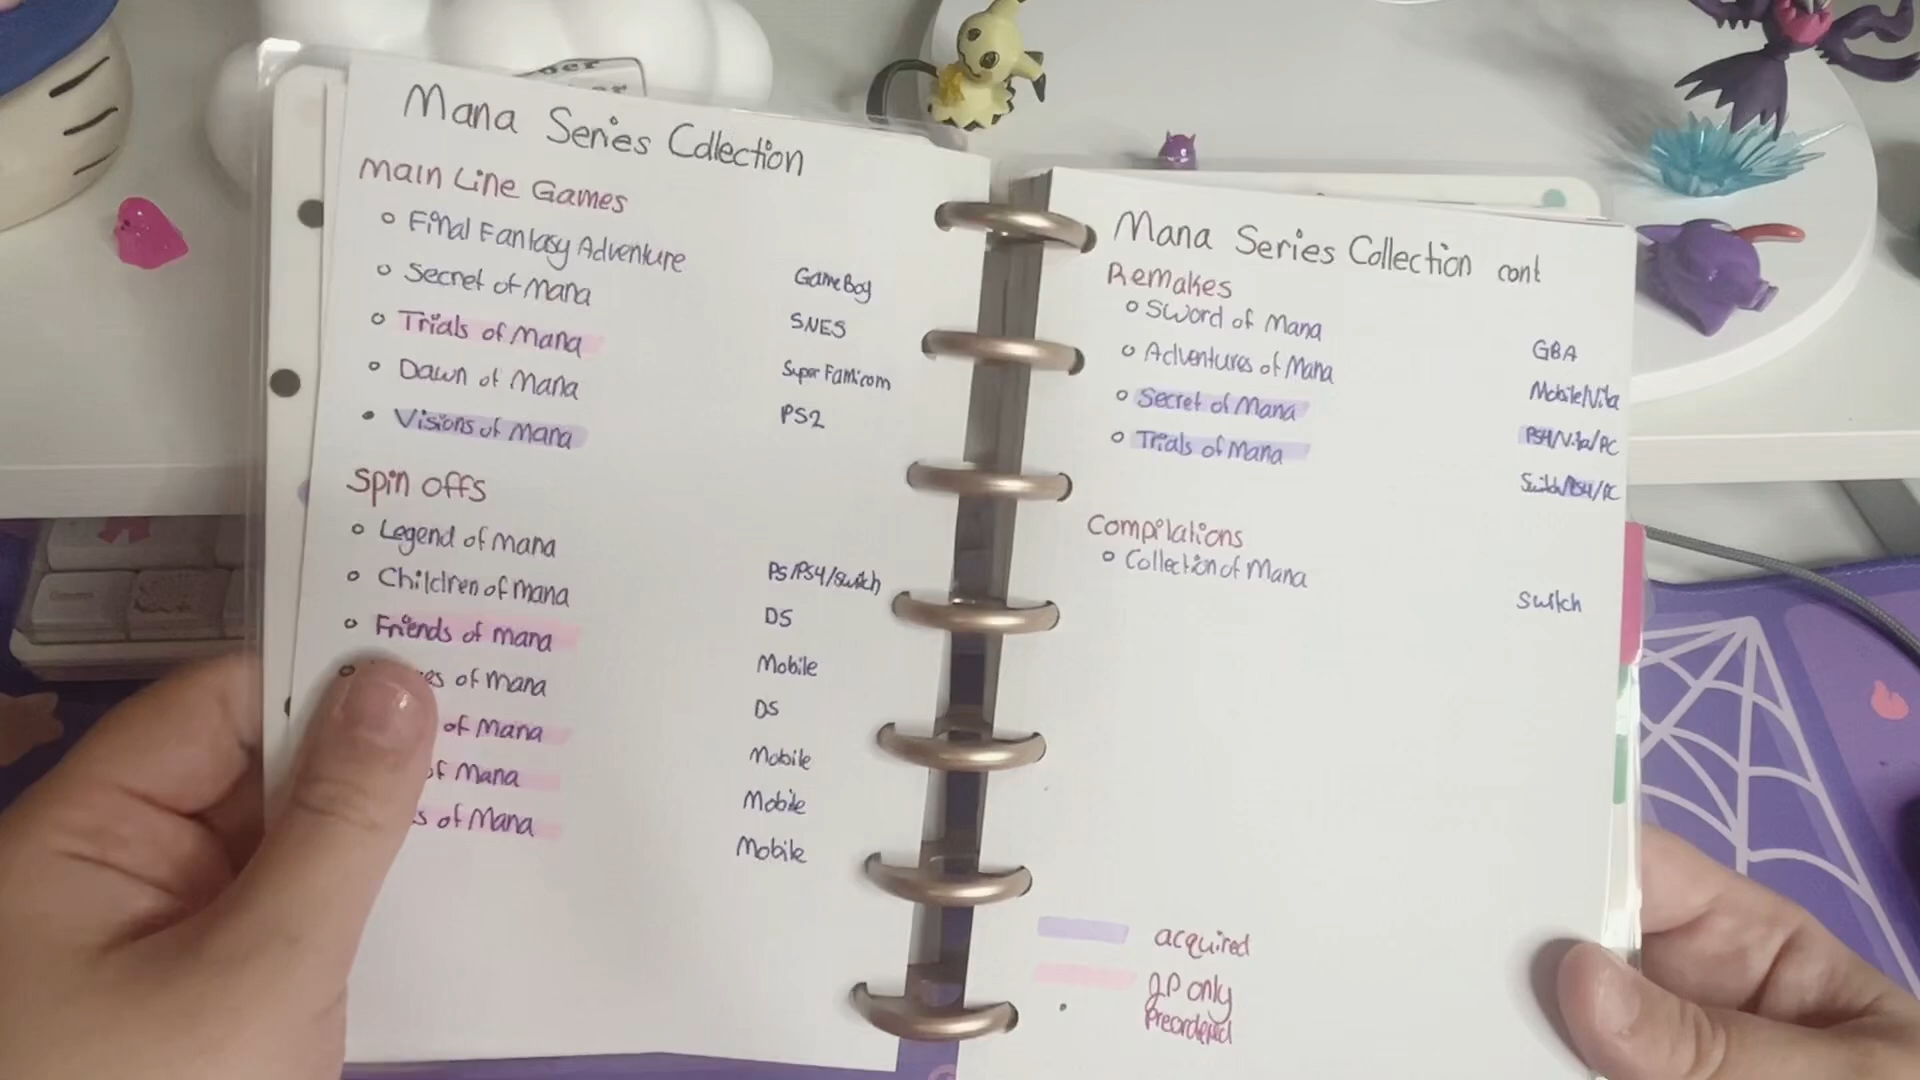 Mana Series Collection
Main Line Games
Final Fantasy Adventure GameBoy
Secret of Mana SNES
Trials of Mana Super Famicom
Dawn of Mana PS2
Visions of Mana
Spin offs
Legend of Mana PS/PS4/Switch
Children of Mana DS
Friends of Mana Mobile
of Mana DS
of Mana Mobile
of Mana Mobile
of Mana Mobile
Mana Series Collection cont
Remakes
Sword of Mana GBA
Adventures of Mana Mobile/Vita
Secret of Mana PS4/Vita/PC
Trials of Mana Switch/PS4/PC
Compilations
Collection of Mana Switch
acquired
JP only
Preordered